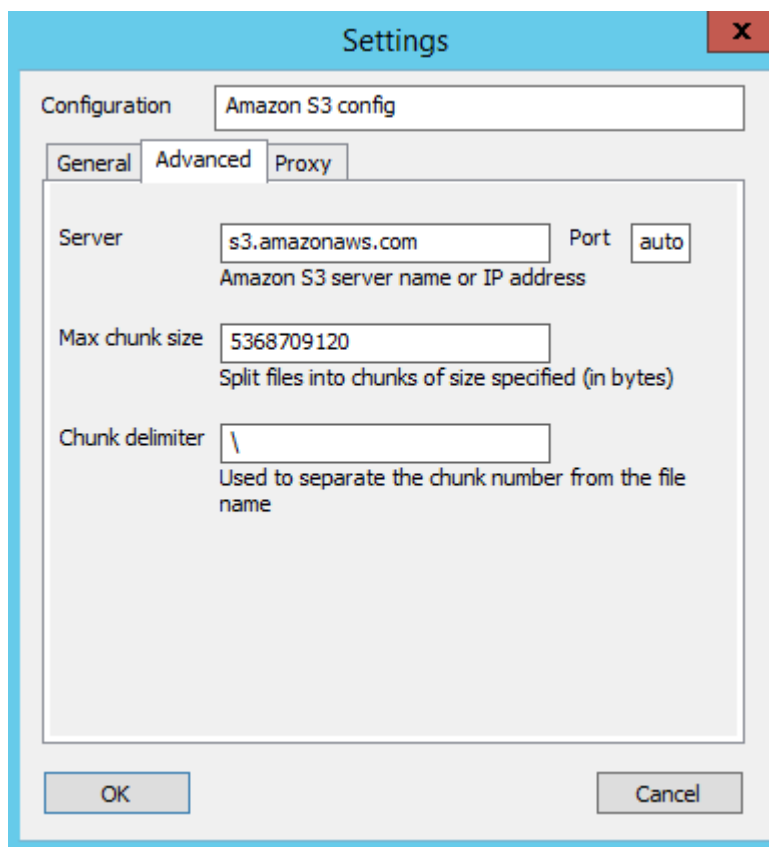 Settings
x
Configuration Amazon S3 config
General Advanced Proxy
Server s3.amazonaws.com Port auto
Amazon S3 server name or IP address
Max chunk size 5368709120
Split files into chunks of size specified (in bytes)
Chunk delimiter \
Used to separate the chunk number from the file
name
OK Cancel